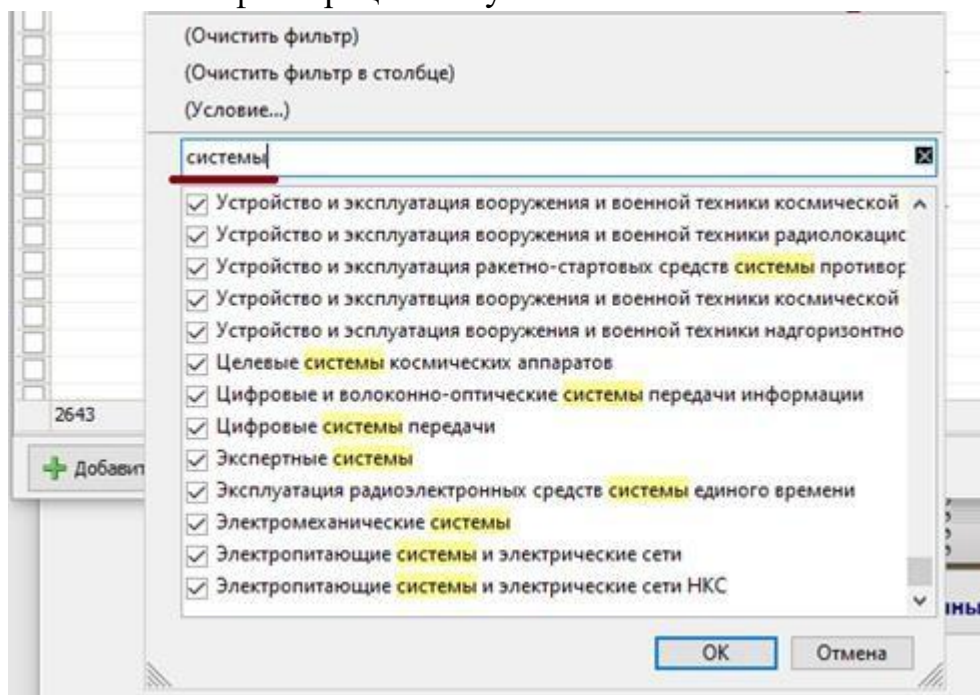 (Очистить фильтр)
(Очистить фильтр в столбце)
(Условие...)
системы
Устройство и эксплуатация вооружения и военной техники космической
Устройство и эксплуатация вооружения и военной техники радиолокацис
Устройство и эксплуатация ракетно-стартовых средств системы противор
Устройство и эксплуатвция вооружения и военной техники космической
Устройство и эсплуатация вооружения и военной техники надгоризонтно
Целевые системы космических аппаратов
Цифровые и волоконно-оптические системы передачи информации
2643
Цифровые системы передачи
Экспертные системы
Добавит
Эксплуатация радиоэлектронных средств системы единого времени
Электромеханические системы
Электропитающие системы и электрические сети
Электропитающие системы и электрические сети НКС
 OK Отмена